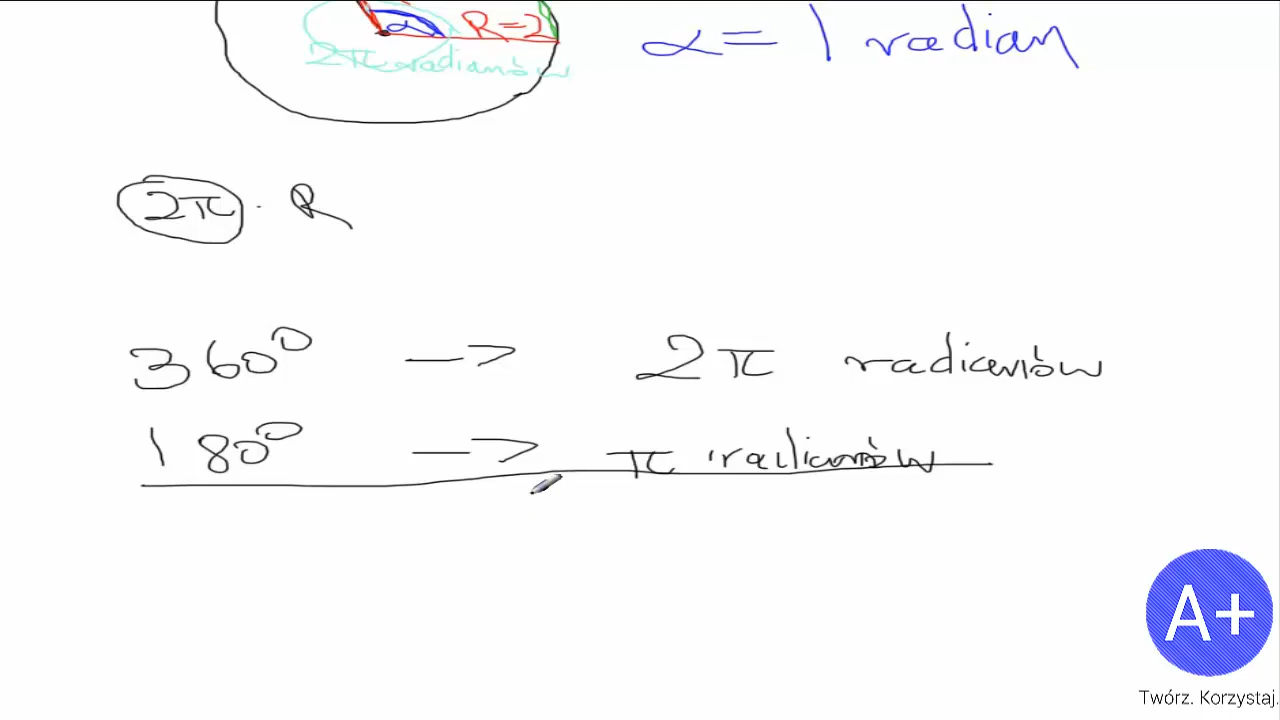 α R=2
α = 1 radian
2π radianów
2π · R
360° -> 2π radianów
180° -> π radianów
A+
Twórz. Korzystaj.